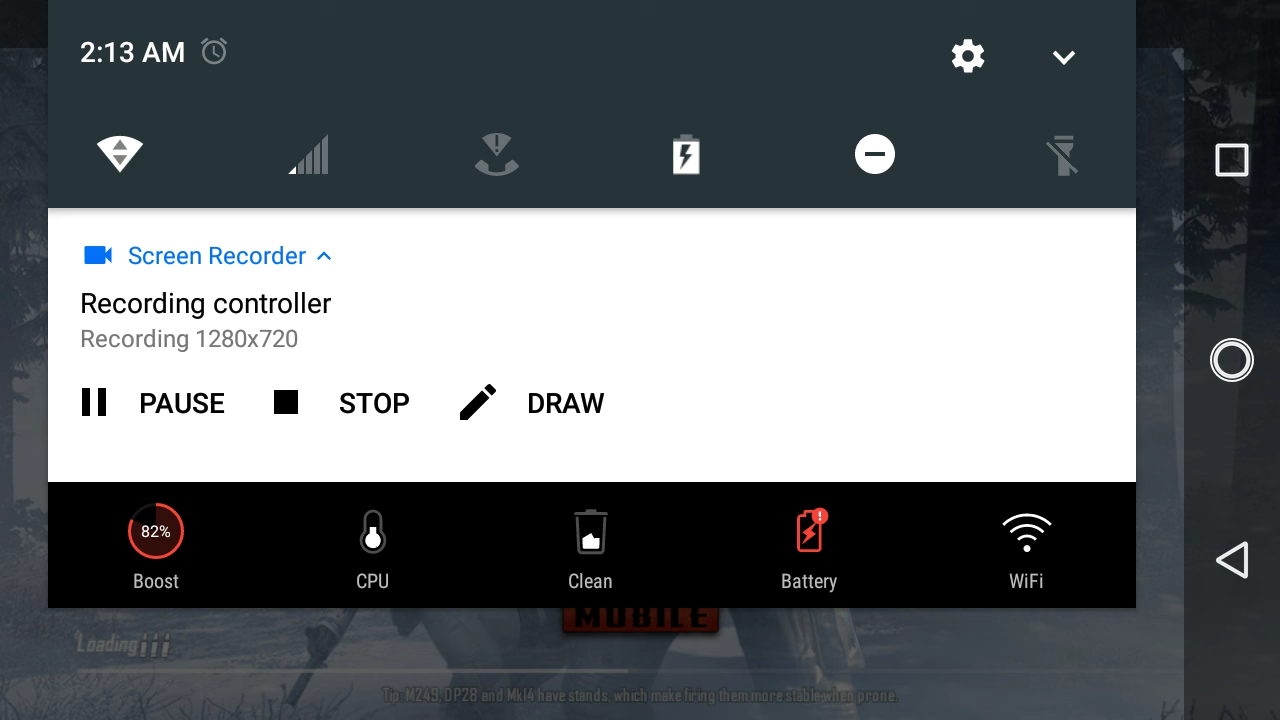 2:13 AM
Screen Recorder
Recording controller
Recording 1280x720
PAUSE STOP DRAW
82%
Boost CPU Clean Battery WiFi
MOBILE
Loading
Tip: M249, DP28 and Mk14 have stands, which make firing them more stable when prone.